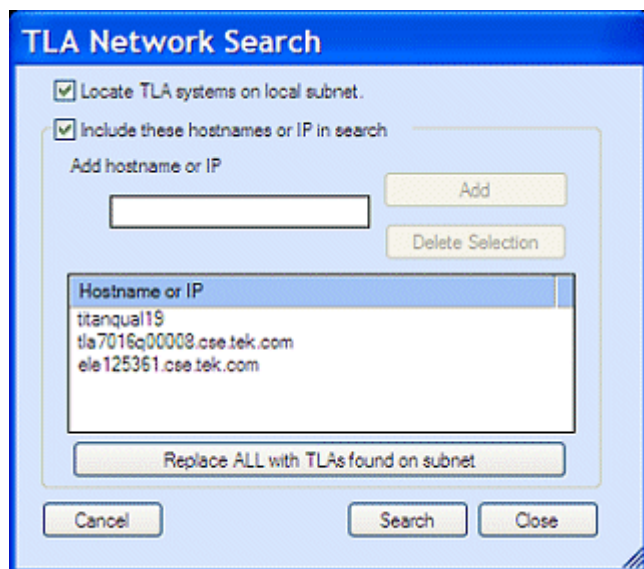 TLA Network Search
Locate TLA systems on local subnet.
Include these hostnames or IP in search
Add hostname or IP
Add
Delete Selection
Hostname or IP
titanqual19
tla7016q00008.cse.tek.com
ele125361.cse.tek.com
Replace ALL with TLAs found on subnet
Cancel
Search
Close